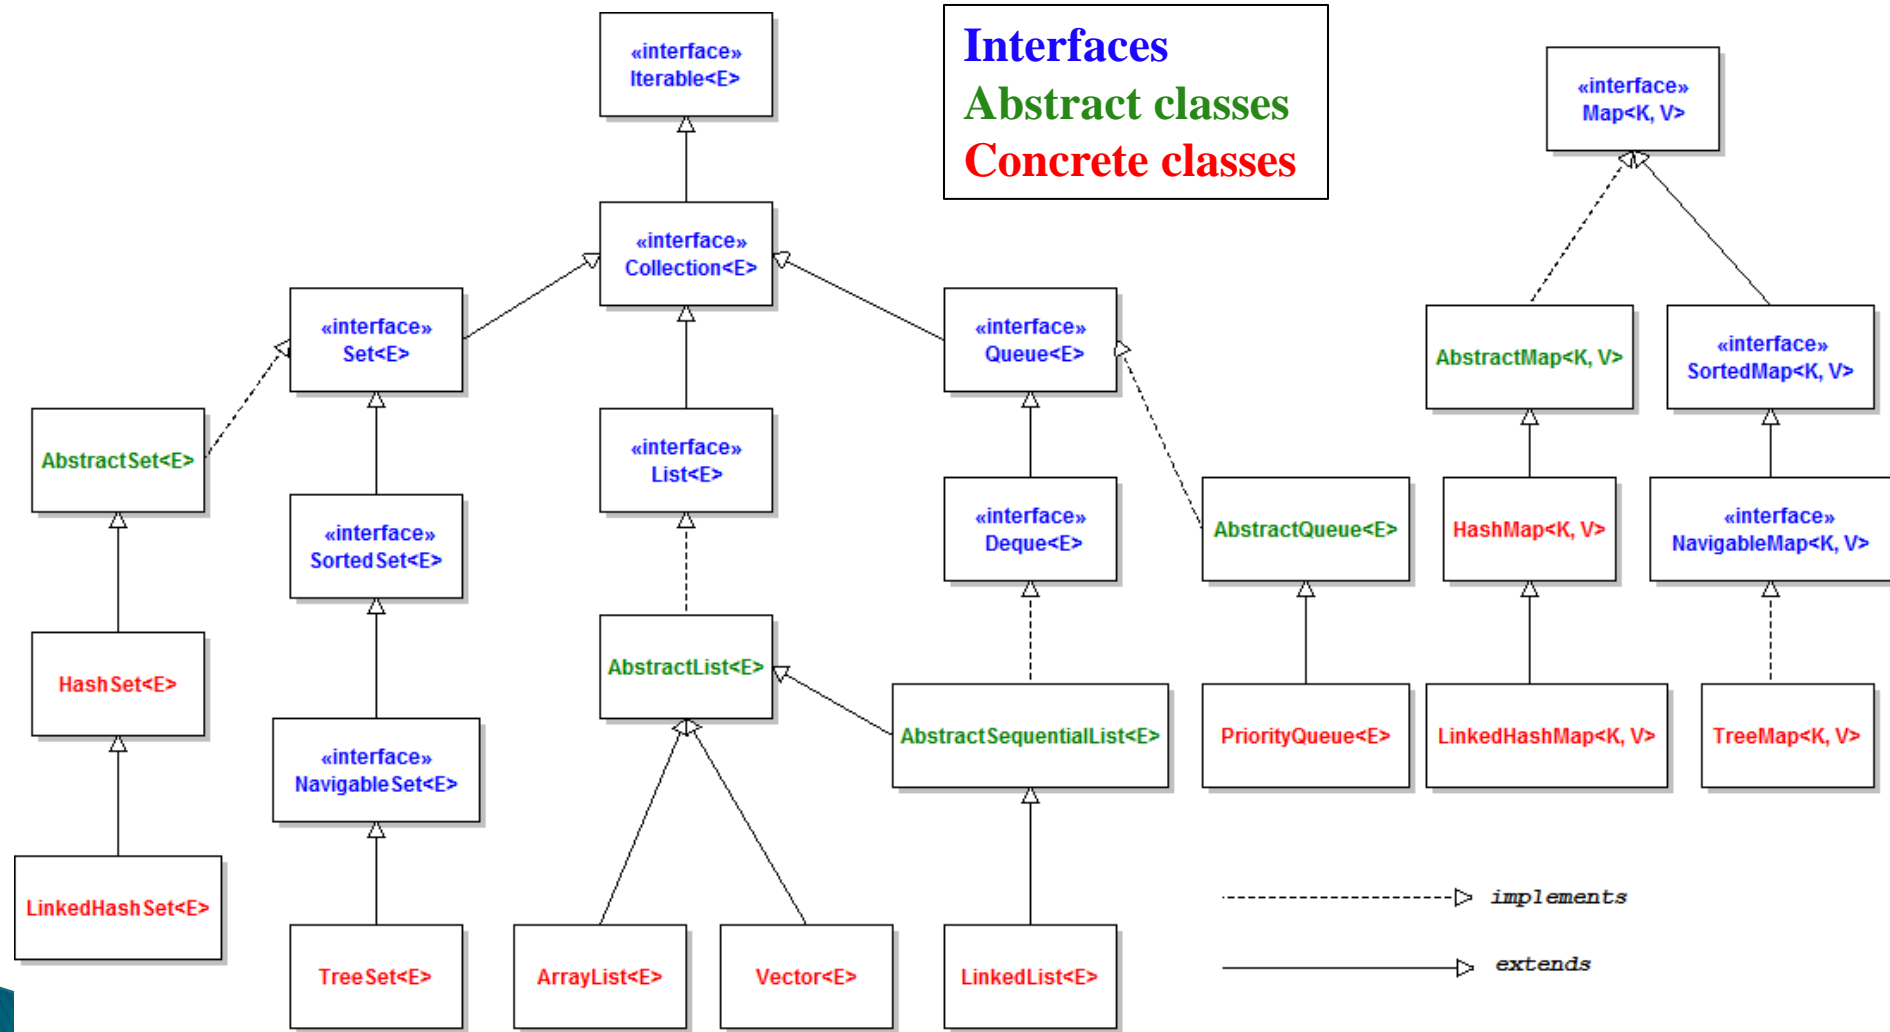 «interface»
Iterable<E>
Interfaces
Abstract classes
Concrete classes
«interface»
Map<K, V>
«interface»
Collection<E>
«interface»
Set<E>
«interface»
Queue<E>
AbstractMap<K, V>
«interface»
SortedMap<K, V>
AbstractSet<E>
«interface»
List<E>
«interface»
SortedSet<E>
«interface»
Deque<E>
AbstractQueue<E>
HashMap<K, V>
«interface»
NavigableMap<K, V>
HashSet<E>
AbstractList<E>
«interface»
NavigableSet<E>
AbstractSequentialList<E>
PriorityQueue<E>
LinkedHashMap<K, V>
TreeMap<K, V>
LinkedHashSet<E>
TreeSet<E>
ArrayList<E>
Vector<E>
LinkedList<E>
implements
extends